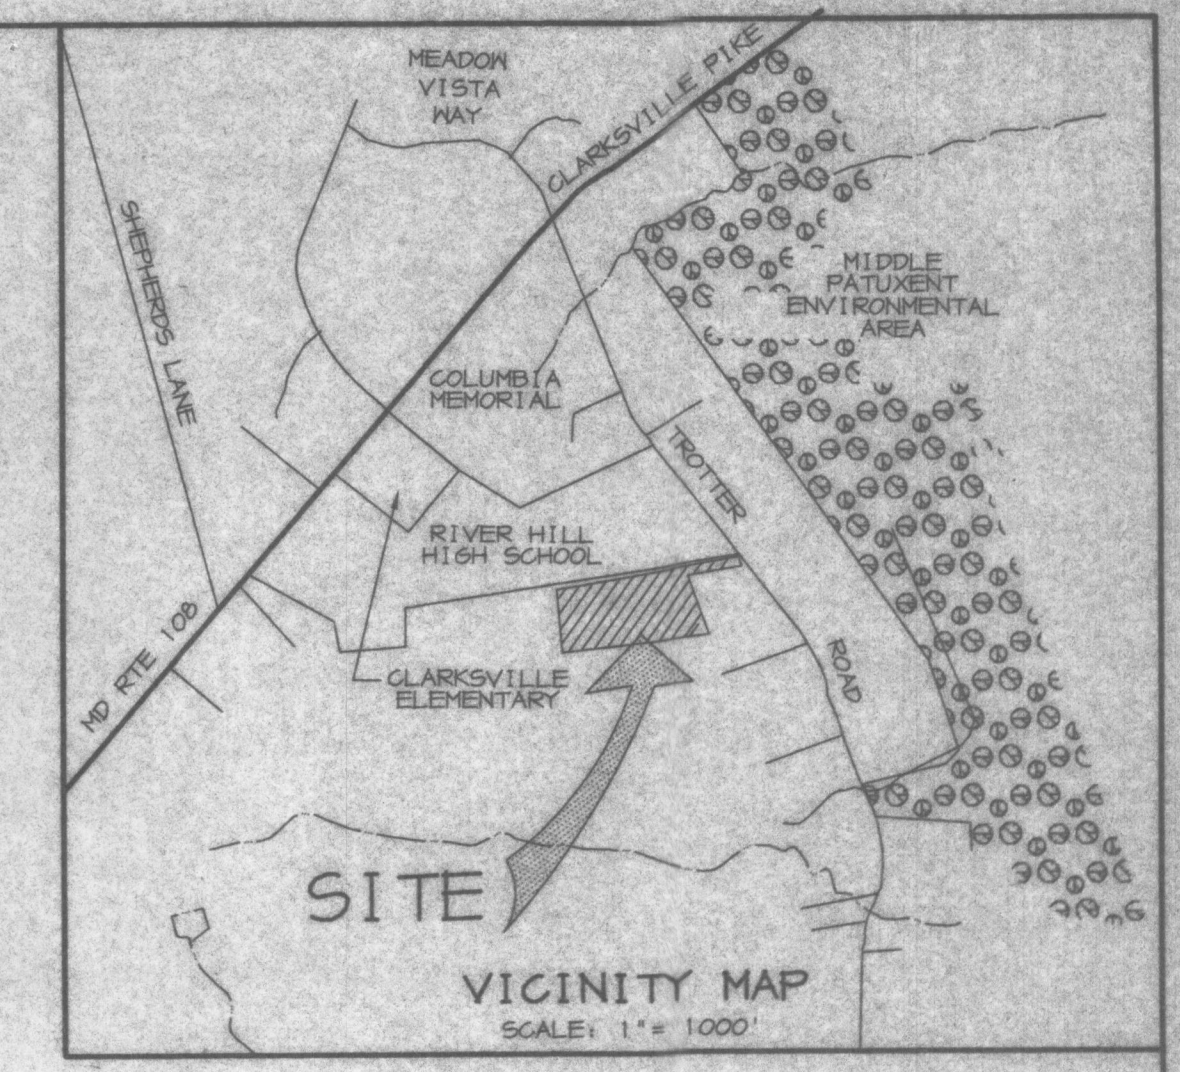 MEADOW
VISTA
WAY
CLARKSVILLE PIKE
SHEPHERDS LANE
MIDDLE
PATUXENT
ENVIRONMENTAL
AREA
COLUMBIA
MEMORIAL
TROTTER
ROAD
RIVER HILL
HIGH SCHOOL
MD RTE 108
CLARKSVILLE
ELEMENTARY
SITE
VICINITY MAP
SCALE: 1"= 1000'